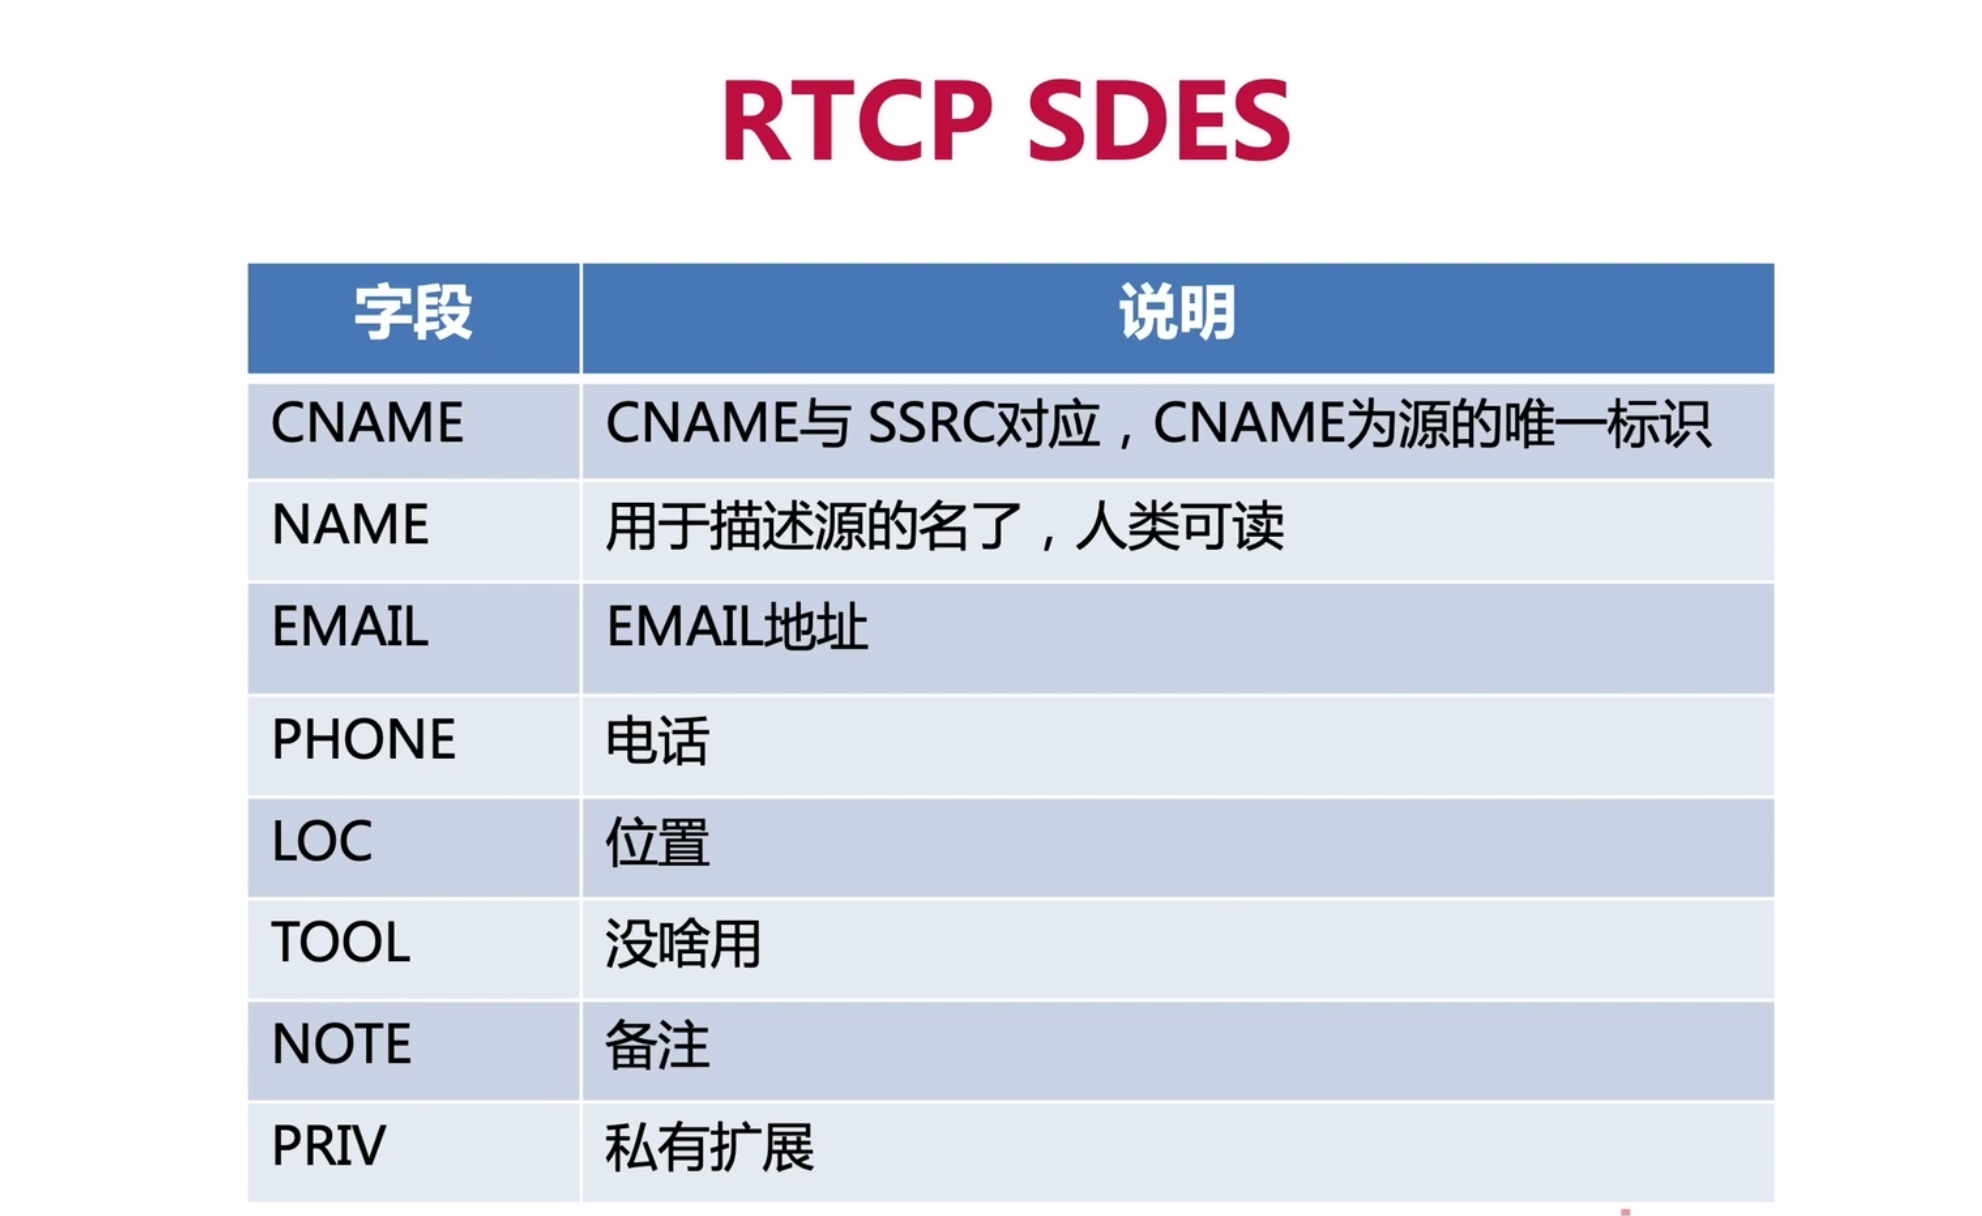 RTCP SDES
字段 说明
CNAME CNAME与 SSRC对应，CNAME为源的唯一标识
NAME 用于描述源的名了，人类可读
EMAIL EMAIL地址
PHONE 电话
LOC 位置
TOOL 没啥用
NOTE 备注
PRIV 私有扩展